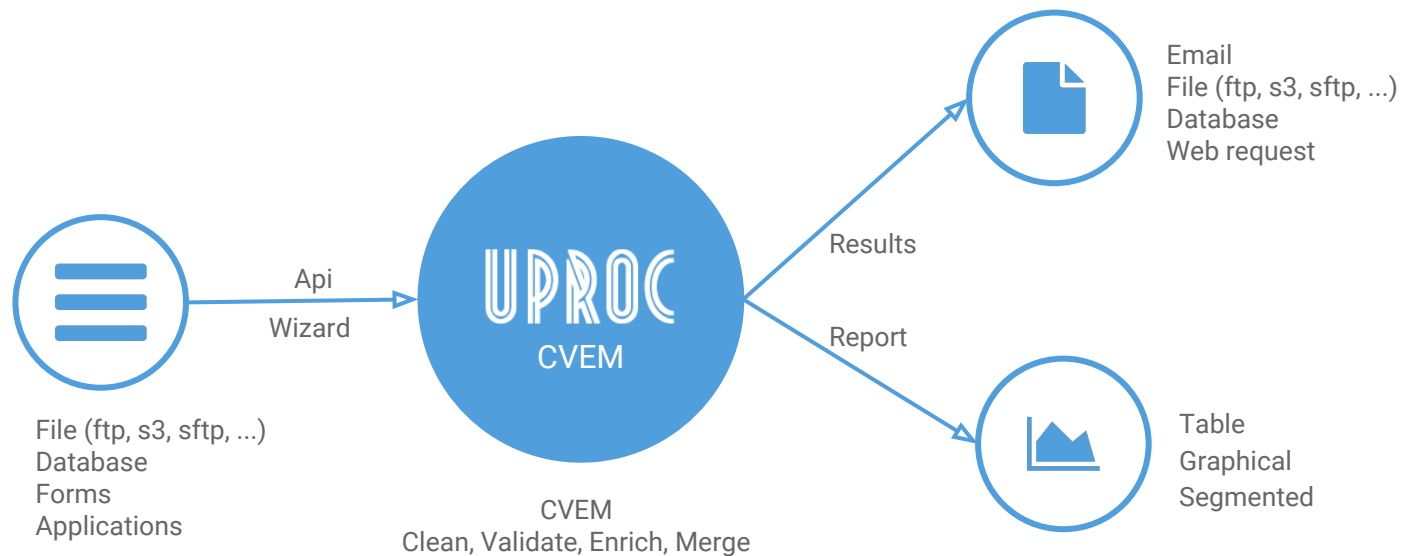 Email
File (ftp, s3, sftp, ...)
Database
Web request
Results
Api
Wizard
UPROC
CVEM
Report
File (ftp, s3, sftp, ...)
Database
Forms
Applications
CVEM
Clean, Validate, Enrich, Merge
Table
Graphical
Segmented